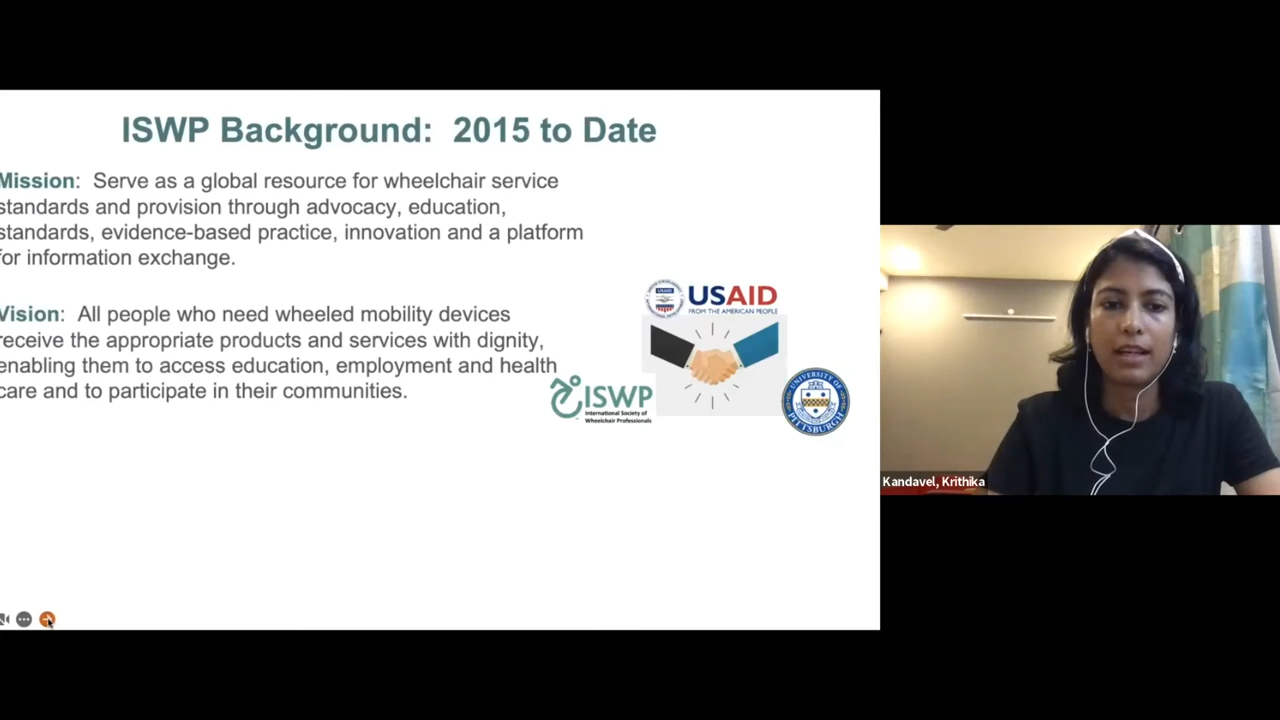 ISWP Background: 2015 to Date
Mission: Serve as a global resource for wheelchair service
standards and provision through advocacy, education,
standards, evidence-based practice, innovation and a platform
for information exchange.
Vision: All people who need wheeled mobility devices
receive the appropriate products and services with dignity,
enabling them to access education, employment and health
care and to participate in their communities.
USAID
FROM THE AMERICAN PEOPLE
USAID
ISWP
International Society of
Wheelchair Professionals
UNIVERSITY OF
PITTSBURGH
Kandavel, Krithika